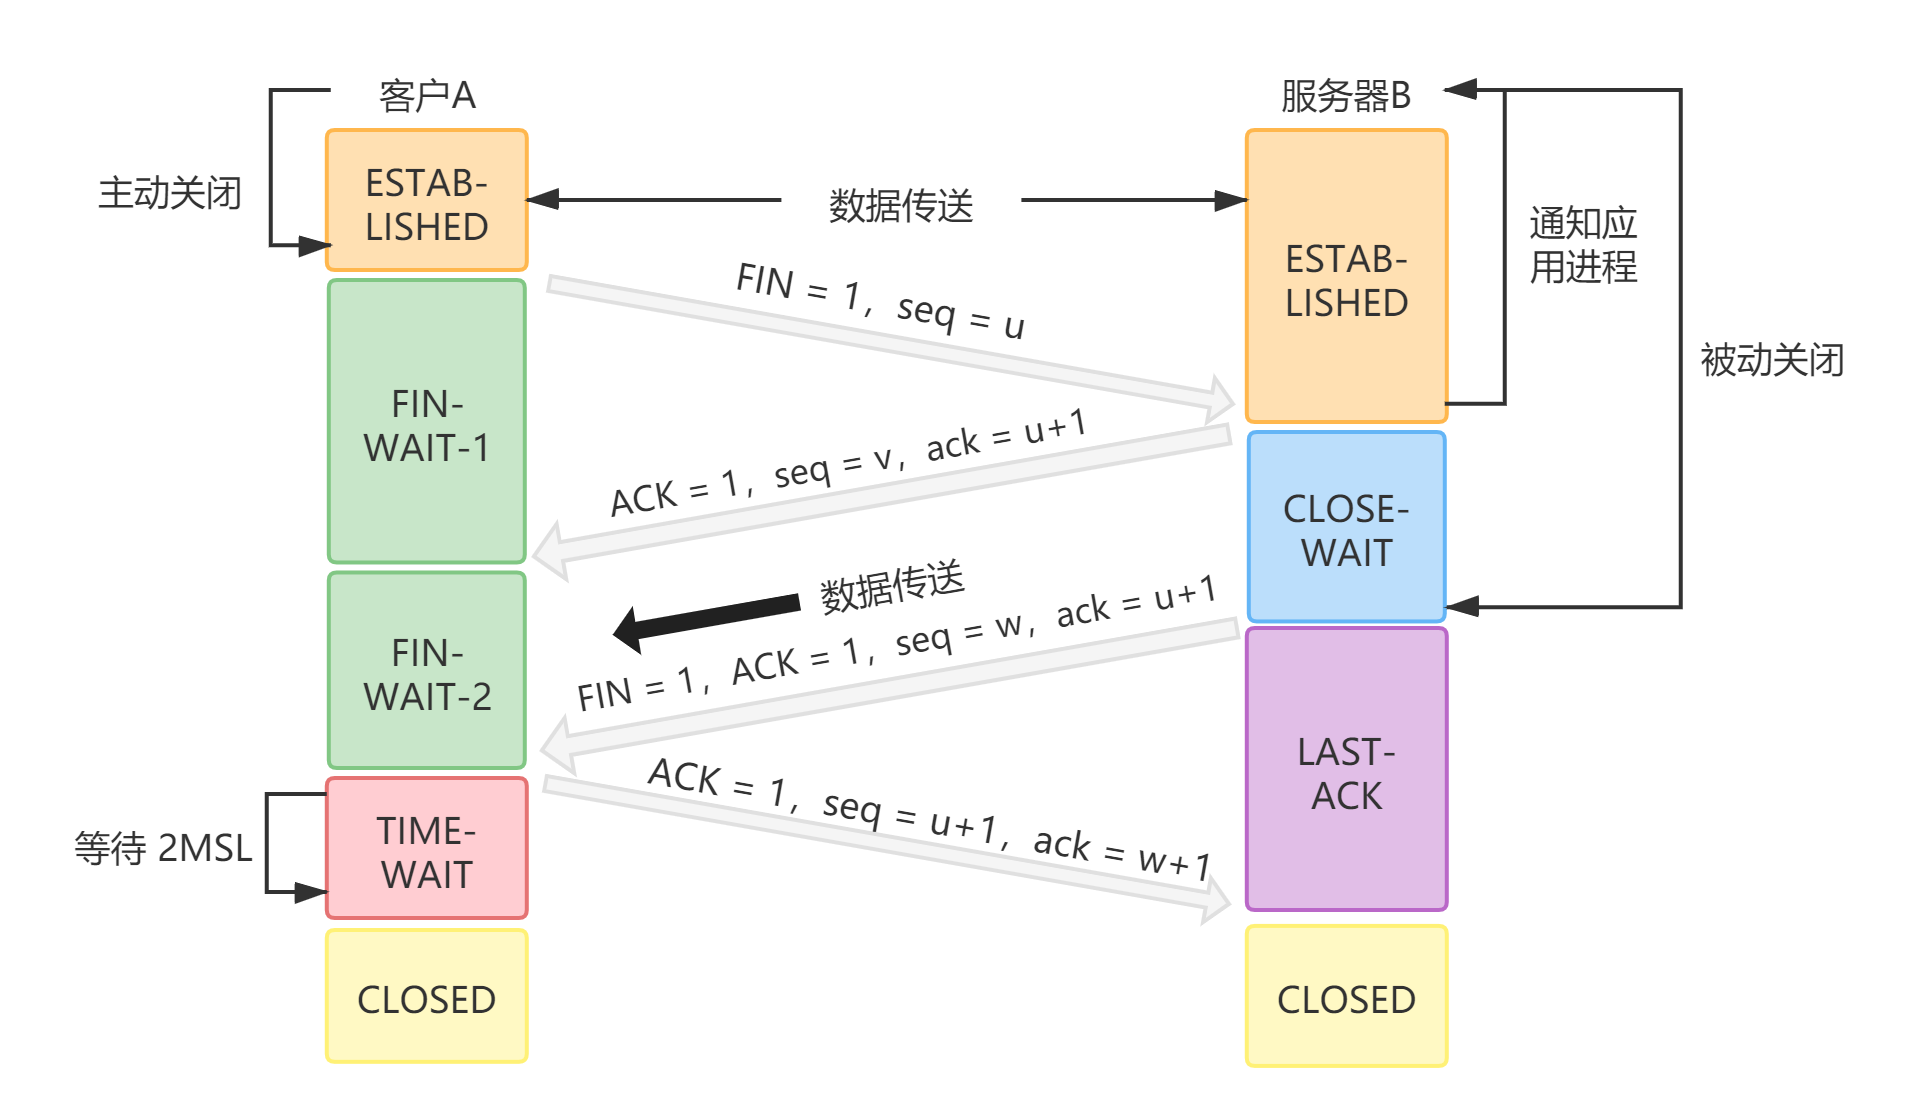 客户A
服务器B
主动关闭
ESTAB-
LISHED
数据传送
ESTAB-
LISHED
通知应
用进程
被动关闭
FIN = 1, seq = u
FIN-
WAIT-1
ACK = 1, seq = v, ack = u+1
CLOSE-
WAIT
数据传送
FIN = 1, ACK = 1, seq = w, ack = u+1
FIN-
WAIT-2
LAST-
ACK
ACK = 1, seq = u+1, ack = w+1
等待 2MSL
TIME-
WAIT
CLOSED
CLOSED